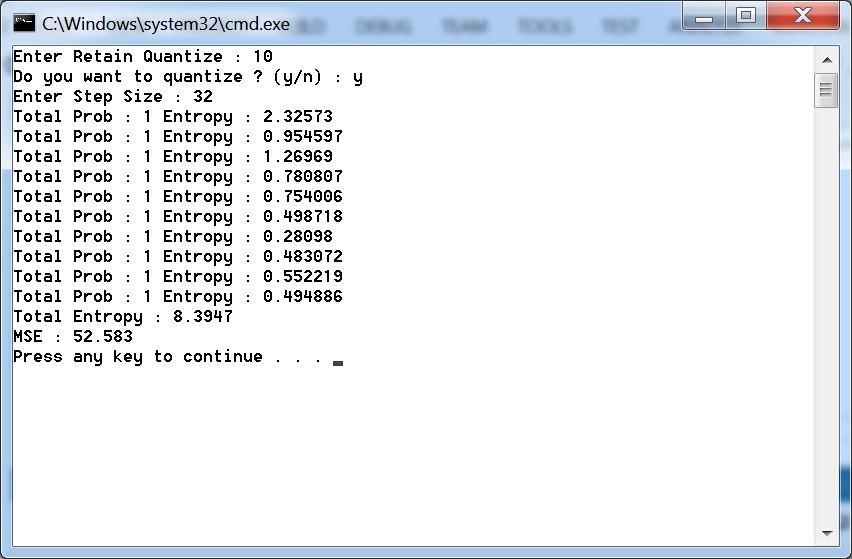 C:\Windows\system32\cmd.exe
DEBUG TEAM TOOLS TEST
Enter Retain Quantize : 10
Do you want to quantize ? (y/n) : y
Enter Step Size : 32
Total Prob : 1 Entropy : 2.32573
Total Prob : 1 Entropy : 0.954597
Total Prob : 1 Entropy : 1.26969
Total Prob : 1 Entropy : 0.780807
Total Prob : 1 Entropy : 0.754006
Total Prob : 1 Entropy : 0.498718
Total Prob : 1 Entropy : 0.28098
Total Prob : 1 Entropy : 0.483072
Total Prob : 1 Entropy : 0.552219
Total Prob : 1 Entropy : 0.494886
Total Entropy : 8.3947
MSE : 52.583
Press any key to continue . . .